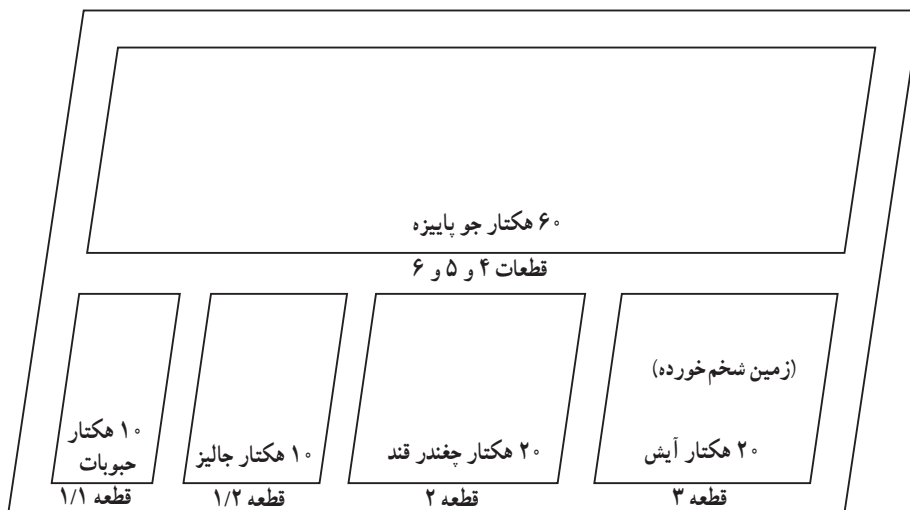 ۶۰ هکتار جو پاییزه
قطعات ۴ و ۵ و ۶
(زمین شخم‌خورده)
۲۰ هکتار آیش
قطعه ۳
۲۰ هکتار چغندر قند
قطعه ۲
۱۰ هکتار جالیز
قطعه ۱/۲
۱۰ هکتار
حبوبات
قطعه ۱/۱